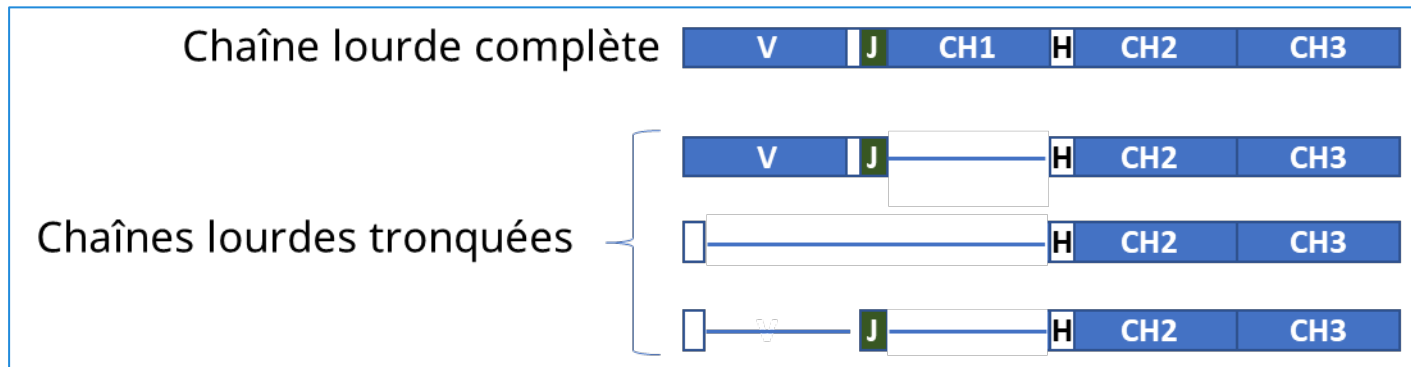 Chaîne lourde complète V J CH1 H CH2 CH3
V J H CH2 CH3
Chaînes lourdes tronquées
H CH2 CH3
V J H CH2 CH3